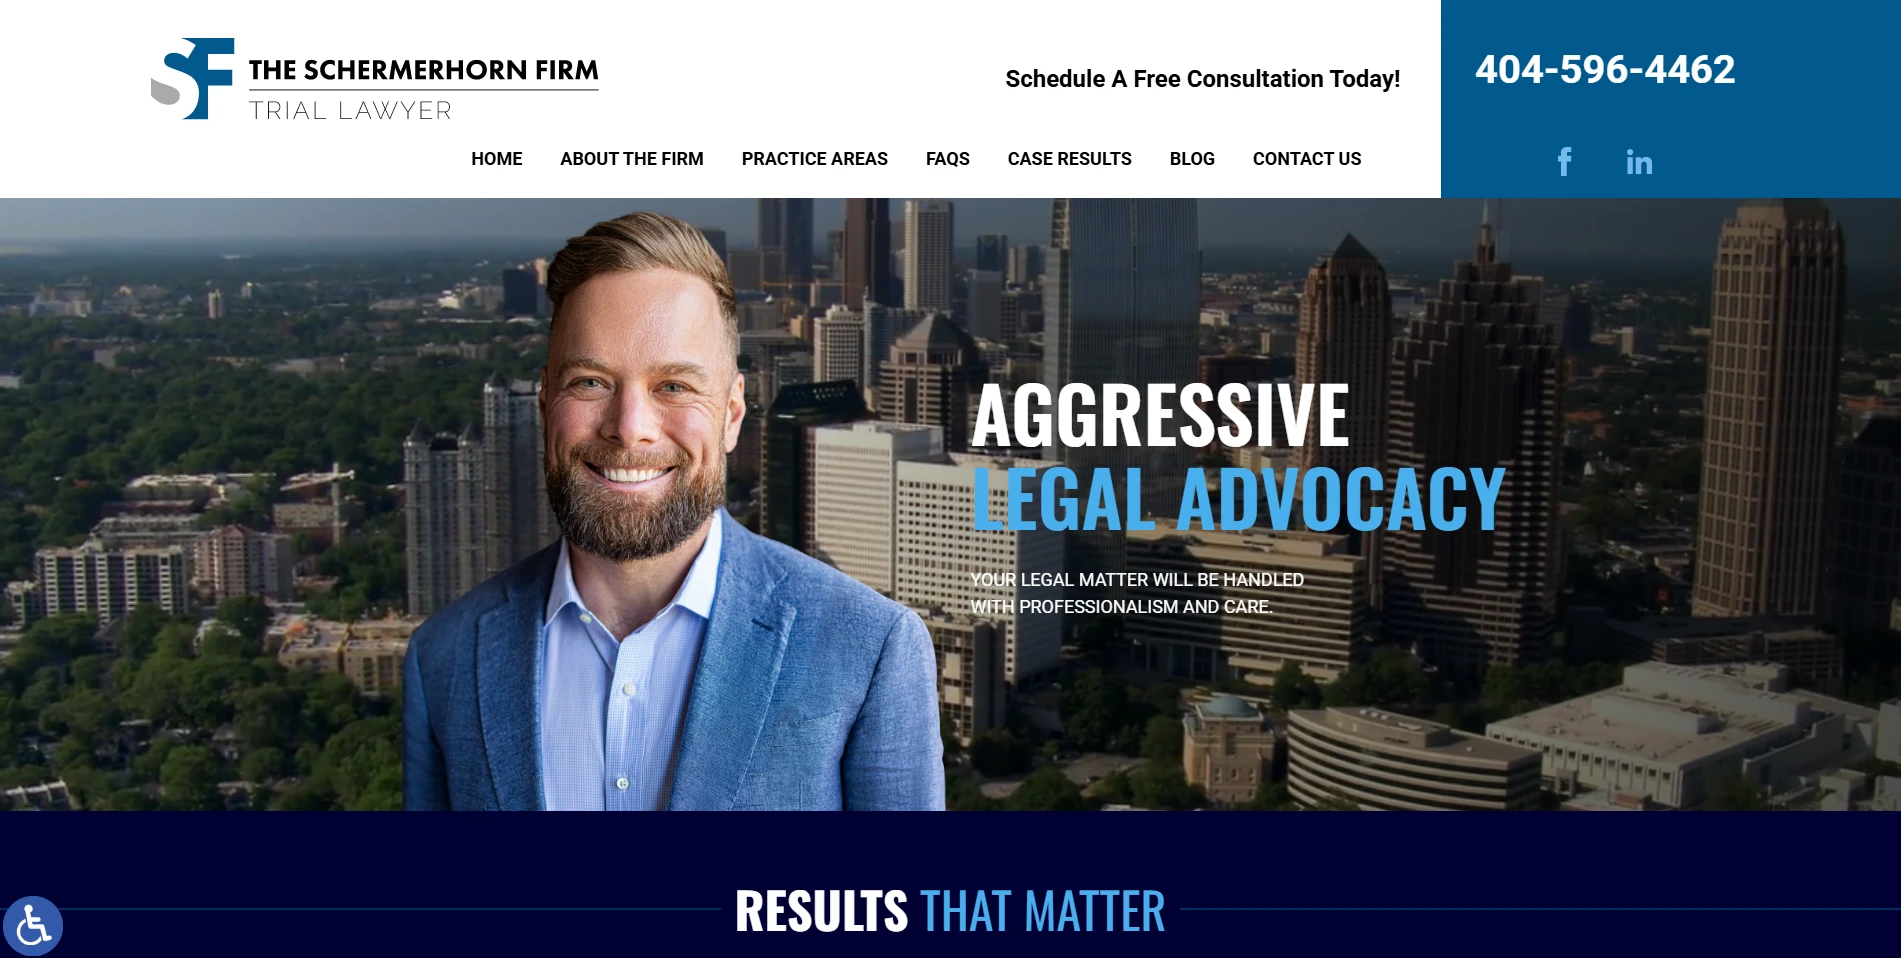 SF
THE SCHERMERHORN FIRM
TRIAL LAWYER
Schedule A Free Consultation Today!
404-596-4462
HOME ABOUT THE FIRM PRACTICE AREAS FAQS CASE RESULTS BLOG CONTACT US
f in
AGGRESSIVE
LEGAL ADVOCACY
YOUR LEGAL MATTER WILL BE HANDLED
WITH PROFESSIONALISM AND CARE.
RESULTS THAT MATTER